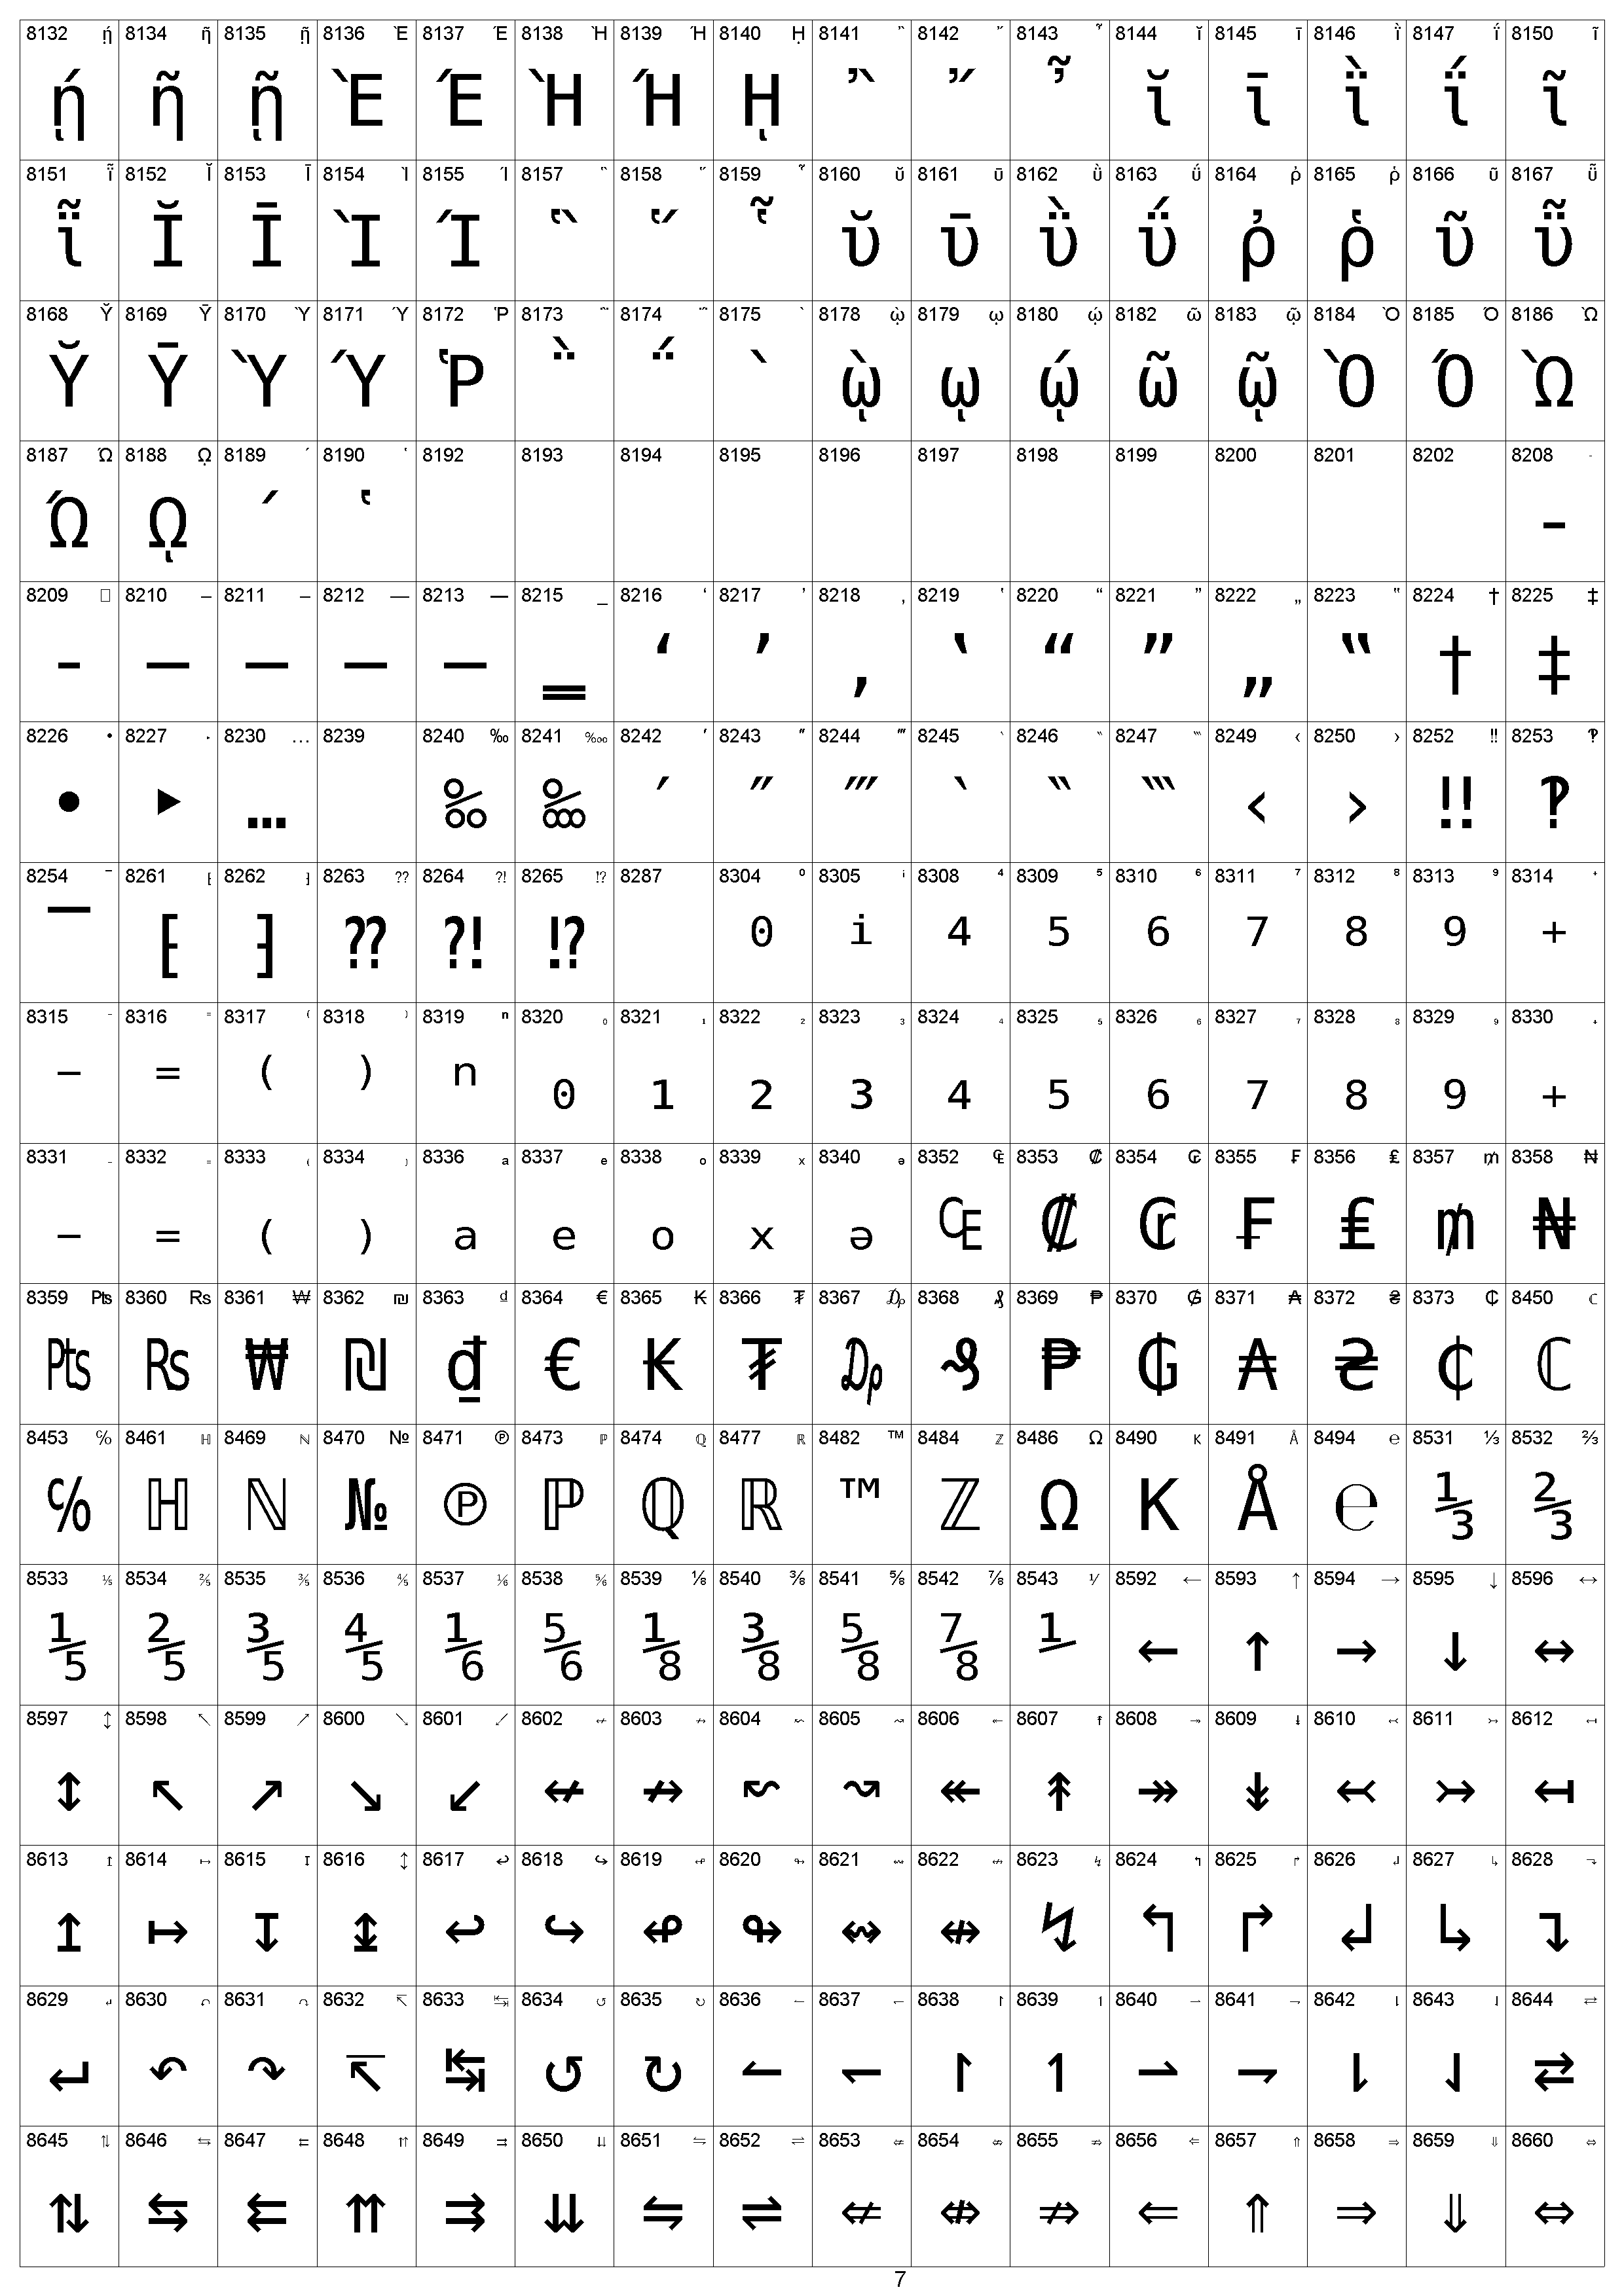 8132 ῄ 8134 ῆ 8135 ῇ 8136 Ὲ 8137 Έ 8138 Ὴ 8139 Ή 8140 ῌ 8141 ῍ 8142 ῎ 8143 ῏ 8144 ῐ 8145 ῑ 8146 ῒ 8147 ΐ 8150 ῖ
ῄ ῆ ῇ Ὲ Έ Ὴ Ή ῌ ῍ ῎ ῏ ῐ ῑ ῒ ΐ ῖ
8151 ῗ 8152 Ῐ 8153 Ῑ 8154 Ὶ 8155 Ί 8157 ῝ 8158 ῞ 8159 ῟ 8160 ῠ 8161 ῡ 8162 ῢ 8163 ΰ 8164 ῤ 8165 ῥ 8166 ῦ 8167 ῧ
ῗ Ῐ Ῑ Ὶ Ί ῝ ῞ ῟ ῠ ῡ ῢ ΰ ῤ ῥ ῦ ῧ
8168 Ῠ 8169 Ῡ 8170 Ὺ 8171 Ύ 8172 Ῥ 8173 ῭ 8174 ΅ 8175 ` 8178 ῲ 8179 ῳ 8180 ῴ 8182 ῶ 8183 ῷ 8184 Ὸ 8185 Ό 8186 Ὼ
Ῠ Ῡ Ὺ Ύ Ῥ ῭ ΅ ` ῲ ῳ ῴ ῶ ῷ Ὸ Ό Ὼ
8187 Ώ 8188 ῼ 8189 ´ 8190 ῾ 8192 8193 8194 8195 8196 8197 8198 8199 8200 8201 8202 8208 ‐
Ώ ῼ ´ ῾ ‐
8209 □ 8210 ‒ 8211 – 8212 — 8213 ― 8215 ‗ 8216 ‘ 8217 ’ 8218 ‚ 8219 ‛ 8220 “ 8221 ” 8222 „ 8223 ‟ 8224 † 8225 ‡
‑ ‒ – — ― ‗ ‘ ’ ‚ ‛ “ ” „ ‟ † ‡
8226 • 8227 ‣ 8230 … 8239 8240 ‰ 8241 ‱ 8242 ′ 8243 ″ 8244 ‴ 8245 ‵ 8246 ‶ 8247 ‷ 8249 ‹ 8250 › 8252 ‼ 8253 ‽
• ‣ … ‰ ‱ ′ ″ ‴ ‵ ‶ ‷ ‹ › ‼ ‽
8254 ‾ 8261 ⁅ 8262 ⁆ 8263 ⁇ 8264 ⁈ 8265 ⁉ 8287 8304 ⁰ 8305 ⁱ 8308 ⁴ 8309 ⁵ 8310 ⁶ 8311 ⁷ 8312 ⁸ 8313 ⁹ 8314 ⁺
‾ ⁅ ⁆ ⁇ ⁈ ⁉ ⁰ ⁱ ⁴ ⁵ ⁶ ⁷ ⁸ ⁹ ⁺
8315 ⁻ 8316 ⁼ 8317 ⁽ 8318 ⁾ 8319 ⁿ 8320 ₀ 8321 ₁ 8322 ₂ 8323 ₃ 8324 ₄ 8325 ₅ 8326 ₆ 8327 ₇ 8328 ₈ 8329 ₉ 8330 ₊
⁻ ⁼ ⁽ ⁾ ⁿ ₀ ₁ ₂ ₃ ₄ ₅ ₆ ₇ ₈ ₉ ₊
8331 ₋ 8332 ₌ 8333 ₍ 8334 ₎ 8336 ₐ 8337 ₑ 8338 ₒ 8339 ₓ 8340 ₔ 8352 ₠ 8353 ₡ 8354 ₢ 8355 ₣ 8356 ₤ 8357 ₥ 8358 ₦
₋ ₌ ₍ ₎ ₐ ₑ ₒ ₓ ₔ ₠ ₡ ₢ ₣ ₤ ₥ ₦
8359 ₧ 8360 ₨ 8361 ₩ 8362 ₪ 8363 ₫ 8364 € 8365 ₭ 8366 ₮ 8367 ₯ 8368 ₰ 8369 ₱ 8370 ₲ 8371 ₳ 8372 ₴ 8373 ₵ 8450 ℂ
₧ ₨ ₩ ₪ ₫ € ₭ ₮ ₯ ₰ ₱ ₲ ₳ ₴ ₵ ℂ
8453 ℅ 8461 ℍ 8469 ℕ 8470 № 8471 ℗ 8473 ℙ 8474 ℚ 8477 ℝ 8482 ™ 8484 ℤ 8486 Ω 8490 K 8491 Å 8494 ℮ 8531 ⅓ 8532 ⅔
℅ ℍ ℕ № ℗ ℙ ℚ ℝ ™ ℤ Ω K Å ℮ ⅓ ⅔
8533 ⅕ 8534 ⅖ 8535 ⅗ 8536 ⅘ 8537 ⅙ 8538 ⅚ 8539 ⅛ 8540 ⅜ 8541 ⅝ 8542 ⅞ 8543 ⅟ 8592 ← 8593 ↑ 8594 → 8595 ↓ 8596 ↔
⅕ ⅖ ⅗ ⅘ ⅙ ⅚ ⅛ ⅜ ⅝ ⅞ ⅟ ← ↑ → ↓ ↔
8597 ↕ 8598 ↖ 8599 ↗ 8600 ↘ 8601 ↙ 8602 ↚ 8603 ↛ 8604 ↜ 8605 ↝ 8606 ↞ 8607 ↟ 8608 ↠ 8609 ↡ 8610 ↢ 8611 ↣ 8612 ↤
↕ ↖ ↗ ↘ ↙ ↚ ↛ ↜ ↝ ↞ ↟ ↠ ↡ ↢ ↣ ↤
8613 ↥ 8614 ↦ 8615 ↧ 8616 ↨ 8617 ↩ 8618 ↪ 8619 ↫ 8620 ↬ 8621 ↭ 8622 ↮ 8623 ↯ 8624 ↰ 8625 ↱ 8626 ↲ 8627 ↳ 8628 ↴
↥ ↦ ↧ ↨ ↩ ↪ ↫ ↬ ↭ ↮ ↯ ↰ ↱ ↲ ↳ ↴
8629 ↵ 8630 ↶ 8631 ↷ 8632 ↸ 8633 ↹ 8634 ↺ 8635 ↻ 8636 ↼ 8637 ↽ 8638 ↾ 8639 ↿ 8640 ⇀ 8641 ⇁ 8642 ⇂ 8643 ⇃ 8644 ⇄
↵ ↶ ↷ ↸ ↹ ↺ ↻ ↼ ↽ ↾ ↿ ⇀ ⇁ ⇂ ⇃ ⇄
8645 ⇅ 8646 ⇆ 8647 ⇇ 8648 ⇈ 8649 ⇉ 8650 ⇊ 8651 ⇋ 8652 ⇌ 8653 ⇍ 8654 ⇎ 8655 ⇏ 8656 ⇐ 8657 ⇑ 8658 ⇒ 8659 ⇓ 8660 ⇔
⇅ ⇆ ⇇ ⇈ ⇉ ⇊ ⇋ ⇌ ⇍ ⇎ ⇏ ⇐ ⇑ ⇒ ⇓ ⇔
7